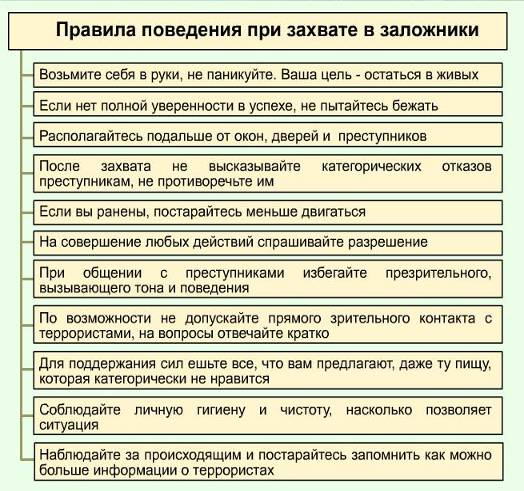 Правила поведения при захвате в заложники
Возьмите себя в руки, не паникуйте. Ваша цель - остаться в живых
Если нет полной уверенности в успехе, не пытайтесь бежать
Располагайтесь подальше от окон, дверей и преступников
После захвата не высказывайте категорических отказов
преступникам, не противоречьте им
Если вы ранены, постарайтесь меньше двигаться
На совершение любых действий спрашивайте разрешение
При общении с преступниками избегайте презрительного,
вызывающего тона и поведения
По возможности не допускайте прямого зрительного контакта с
террористами, на вопросы отвечайте кратко
Для поддержания сил ешьте все, что вам предлагают, даже ту пищу,
которая категорически не нравится
Соблюдайте личную гигиену и чистоту, насколько позволяет
ситуация
Наблюдайте за происходящим и постарайтесь запомнить как можно
больше информации о террористах